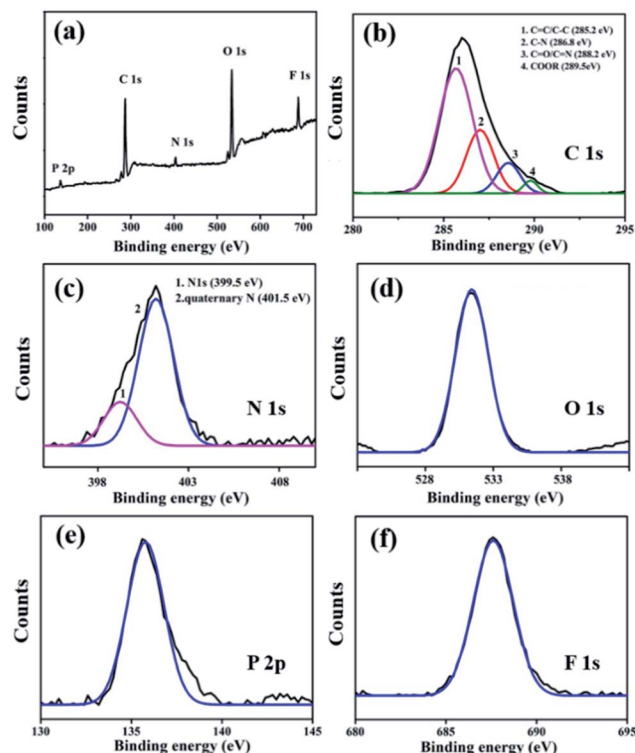 (a)
Counts
P 2p
C 1s
N 1s
O 1s
F 1s
100 200 300 400 500 600 700
Binding energy (eV)
(b)
Counts
1. C=C/C-C (285.2 eV)
2. C-N (286.8 eV)
3. C=O/C=N (288.2 eV)
4. COOR (289.5eV)
1
2
3
4
C 1s
280 285 290 295
Binding energy (eV)
(c)
Counts
1. N1s (399.5 eV)
2.quaternary N (401.5 eV)
2
1
N 1s
398 403 408
Binding energy (eV)
(d)
Counts
O 1s
528 533 538
Binding energy (eV)
(e)
Counts
P 2p
130 135 140 145
Binding energy (eV)
(f)
Counts
F 1s
680 685 690 695
Binding energy (eV)